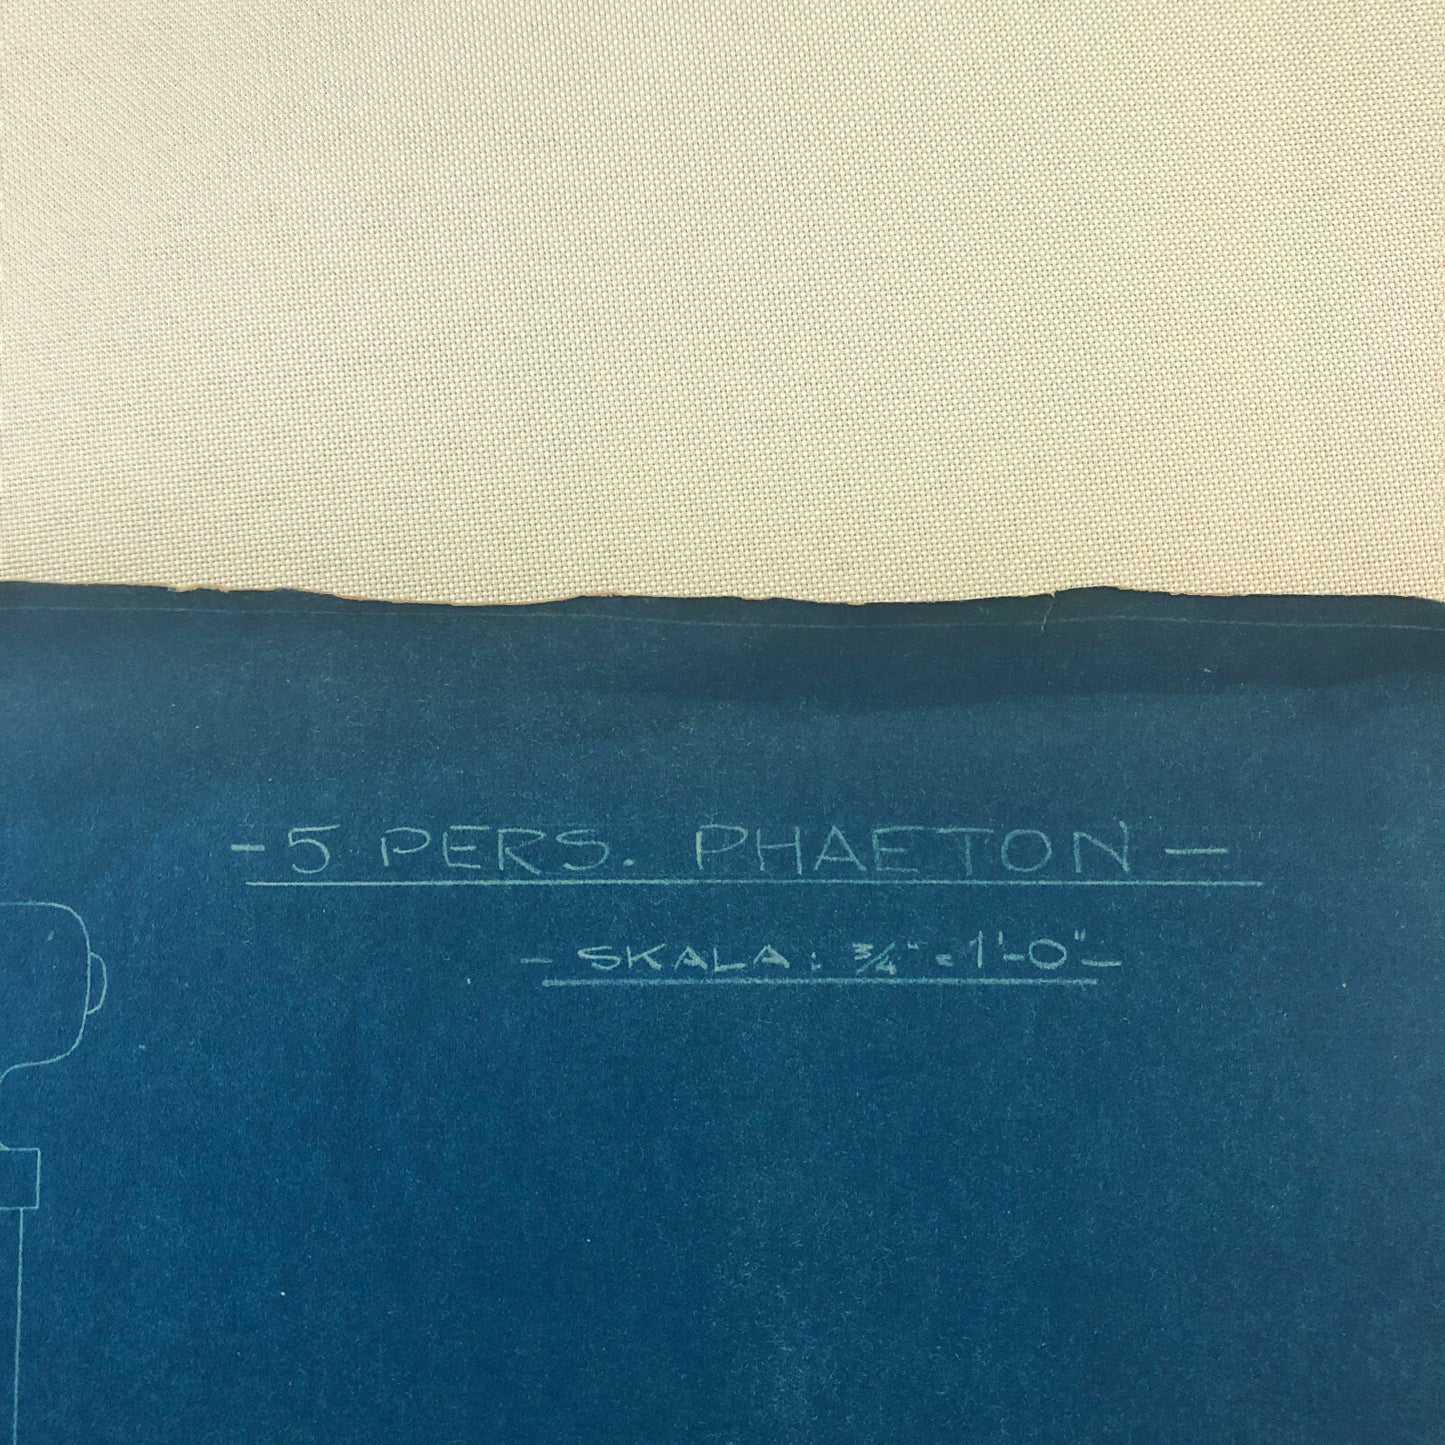 -5 PERS. PHAETON-
-SKALA: ¾" = 1'-0"-